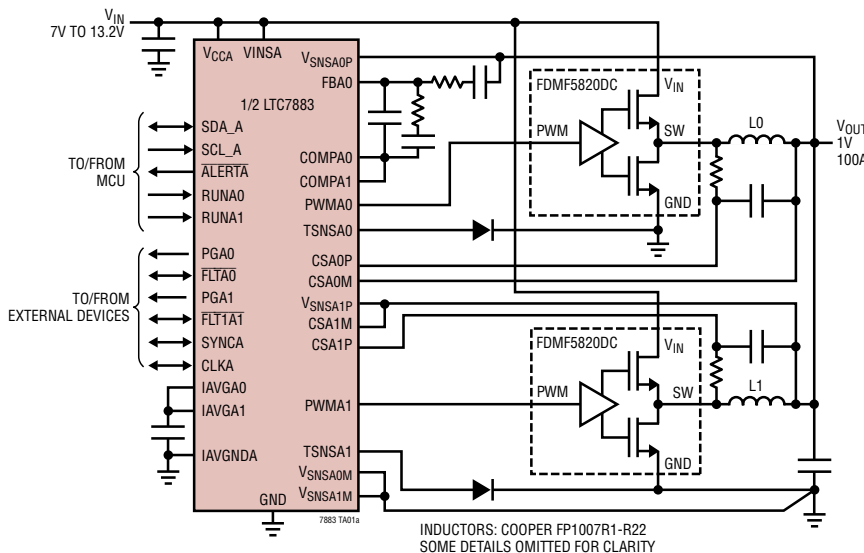 VIN
7V TO 13.2V
VCCA
VINSA
VSNSA0P
FBA0
1/2 LTC7883
SDA_A
SCL_A
ALERTA
RUNA0
RUNA1
TO/FROM
MCU
COMPA0
COMPA1
PWMA0
TSNSA0
CSA0P
CSA0M
PGA0
FLTA0
PGA1
FLT1A1
SYNCA
CLKA
TO/FROM
EXTERNAL DEVICES
VSNSA1P
CSA1M
CSA1P
IAVGA0
IAVGA1
IAVGNDA
PWMA1
TSNSA1
VSNSA0M
VSNSA1M
GND
7883 TA01a
FDMF5820DC
VIN
PWM
SW
GND
L0
VOUT
1V
100A
FDMF5820DC
VIN
PWM
SW
GND
L1
INDUCTORS: COOPER FP1007R1-R22
SOME DETAILS OMITTED FOR CLARITY